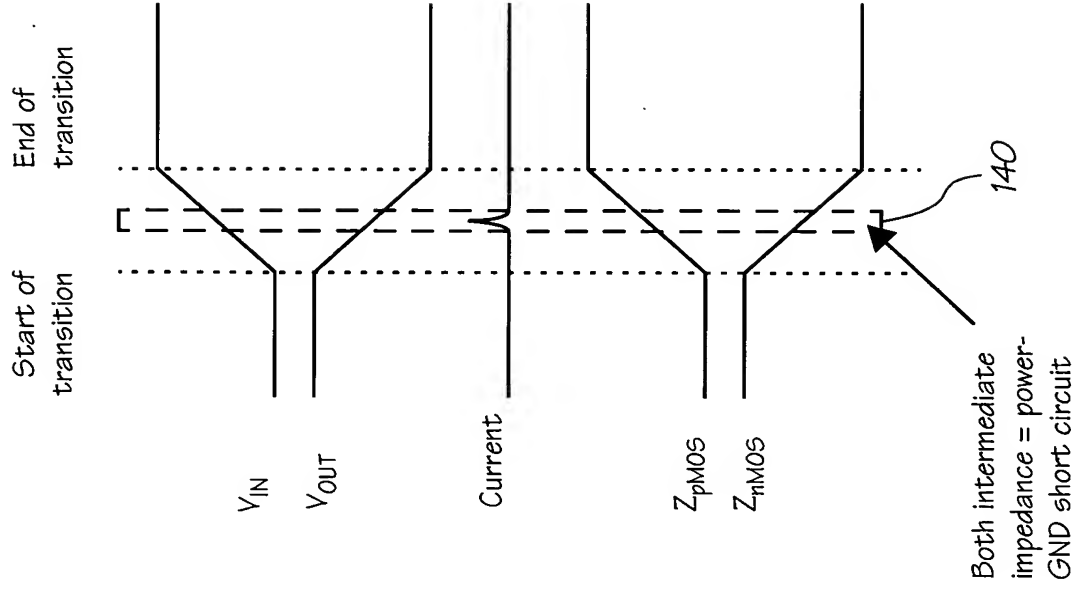 Start of
transition
End of
transition
V_IN
V_OUT
Current
Z_pMOS
Z_nMOS
140
Both intermediate
impedance = power-
GND short circuit